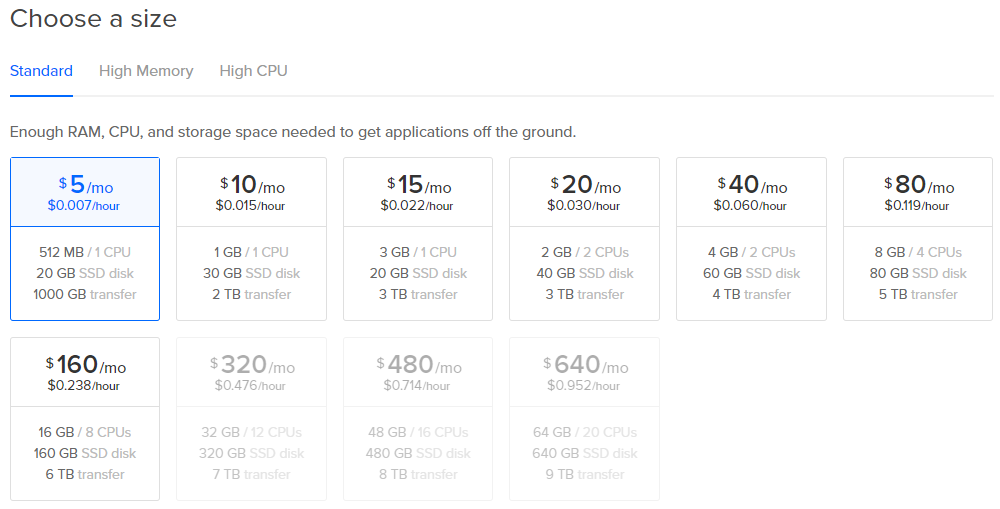 Choose a size
Standard High Memory High CPU
Enough RAM, CPU, and storage space needed to get applications off the ground.
$5/mo
$0.007/hour
512 MB / 1 CPU
20 GB SSD disk
1000 GB transfer
$10/mo
$0.015/hour
1 GB / 1 CPU
30 GB SSD disk
2 TB transfer
$15/mo
$0.022/hour
3 GB / 1 CPU
20 GB SSD disk
3 TB transfer
$20/mo
$0.030/hour
2 GB / 2 CPUs
40 GB SSD disk
3 TB transfer
$40/mo
$0.060/hour
4 GB / 2 CPUs
60 GB SSD disk
4 TB transfer
$80/mo
$0.119/hour
8 GB / 4 CPUs
80 GB SSD disk
5 TB transfer
$160/mo
$0.238/hour
16 GB / 8 CPUs
160 GB SSD disk
6 TB transfer
$320/mo
$0.476/hour
32 GB / 12 CPUs
320 GB SSD disk
7 TB transfer
$480/mo
$0.714/hour
48 GB / 16 CPUs
480 GB SSD disk
8 TB transfer
$640/mo
$0.952/hour
64 GB / 20 CPUs
640 GB SSD disk
9 TB transfer